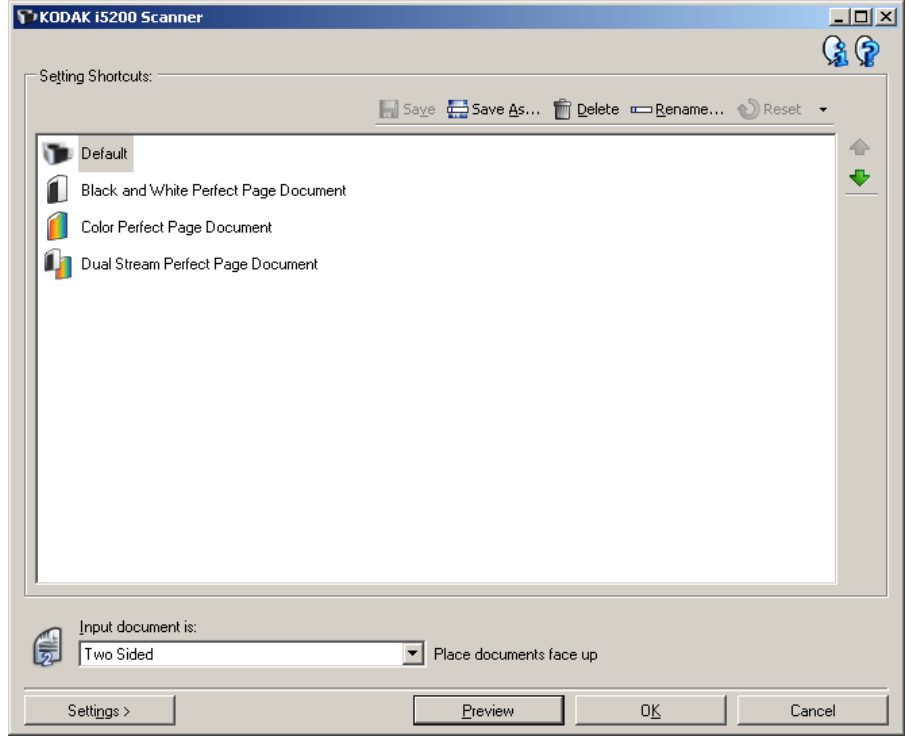 KODAK i5200 Scanner
Setting Shortcuts:
Save Save As... Delete Rename... Reset
Default
Black and White Perfect Page Document
Color Perfect Page Document
Dual Stream Perfect Page Document
Input document is:
2
Two Sided Place documents face up
Settings > Preview OK Cancel